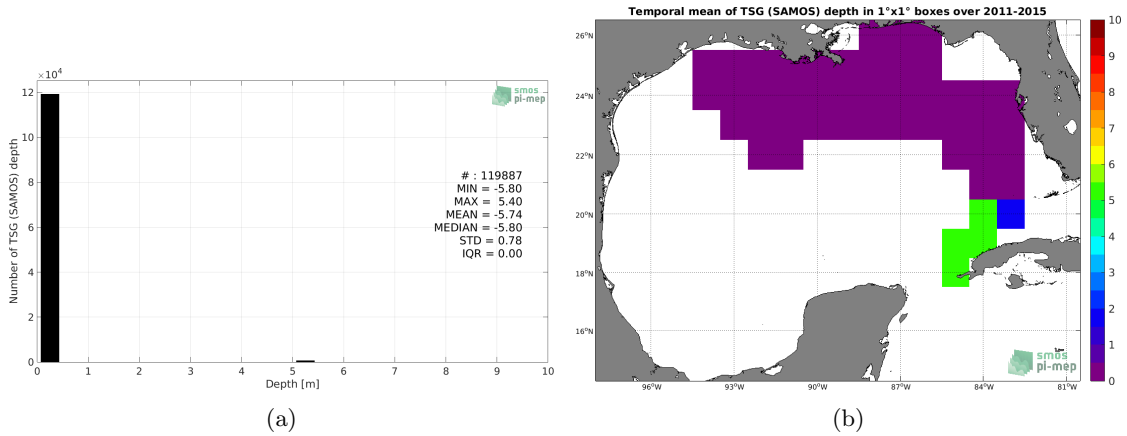 ×10⁴
12
10
8
6
4
2
0
0 1 2 3 4 5 6 7 8 9 10
Number of TSG (SAMOS) depth
Depth [m]
smos
pi-mep
# : 119887
MIN = -5.80
MAX = 5.40
MEAN = -5.74
MEDIAN = -5.80
STD = 0.78
IQR = 0.00
(a)
Temporal mean of TSG (SAMOS) depth in 1°x1° boxes over 2011-2015
26°N
24°N
22°N
20°N
18°N
16°N
96°W 93°W 90°W 87°W 84°W 81°W
smos
pi-mep
10
9
8
7
6
5
4
3
2
1
0
(b)